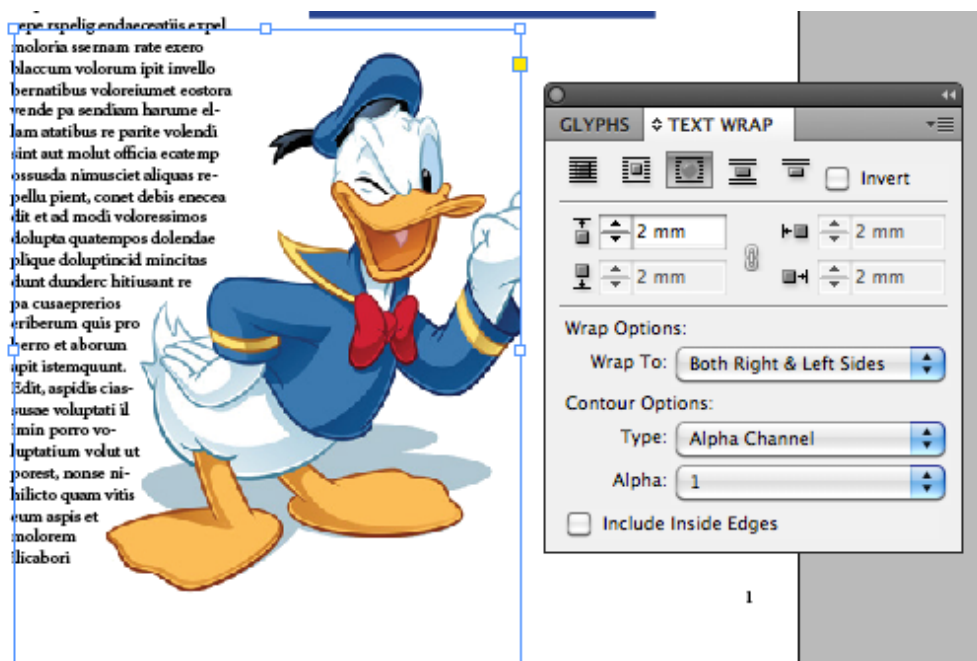 rspelig endaeceatiis expel
moloria ssernam rate exero
blaccum volorum ipit invello
bernatibus voloreiumet eostora
vende pa sendiam harume el-
lam atatibus re parite volendi
sint aut molut officia ecatemp
ossusda nimusciet aliquas re-
pellu pient, conet debis enecea
dit et ad modi voloressimos
dolupta quatempos dolendae
plique doluptincid mincitas
dunt dunderc hitiusant re
pa cusaeprerios
eriberum quis pro
berro et aborum
apit istemquunt.
Edit, aspidis cias-
susae voluptati il
imin porro vo-
luptatium volut ut
porest, nonse ni-
hilicto quam vitis
eum aspis et
molorem
ilicabori
1
GLYPHS TEXT WRAP
Invert
2 mm 2 mm
2 mm 2 mm
Wrap Options:
Wrap To: Both Right & Left Sides
Contour Options:
Type: Alpha Channel
Alpha: 1
Include Inside Edges